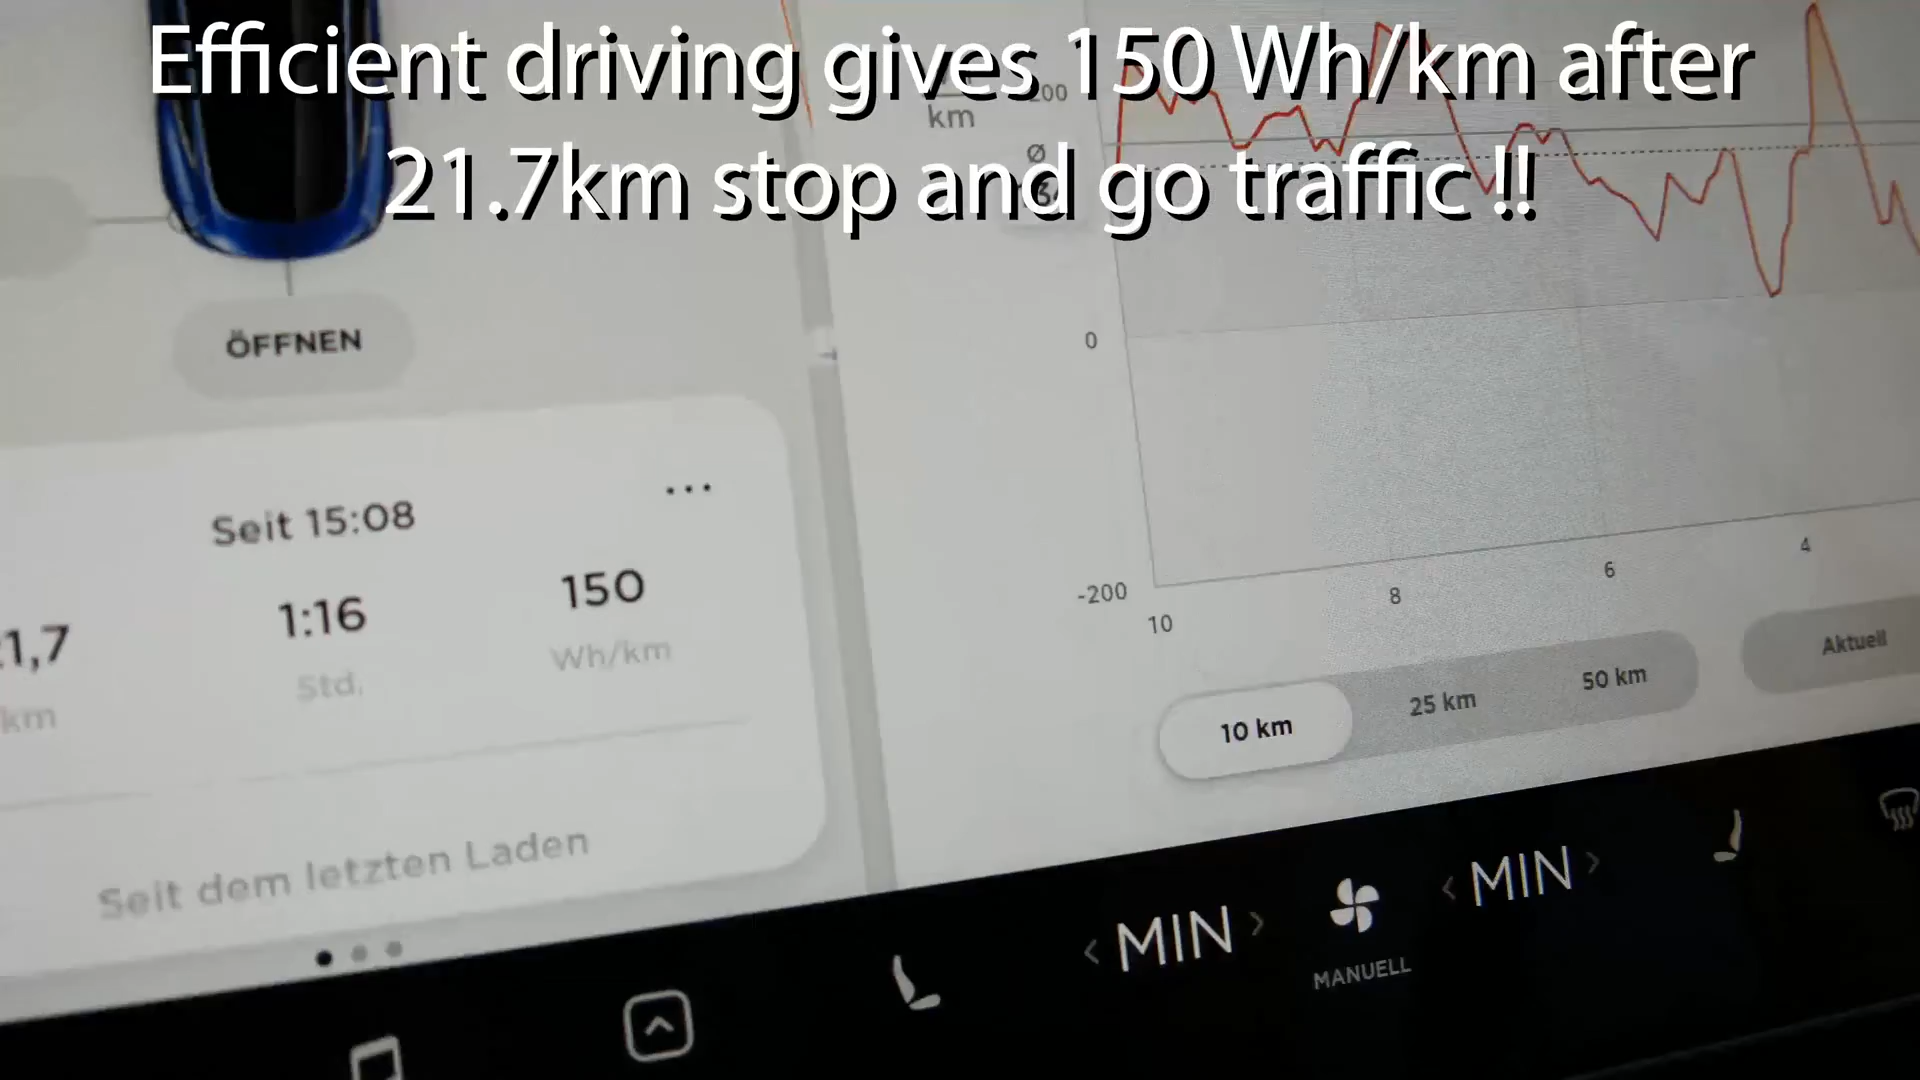 Efficient driving gives 150 Wh/km after
21.7km stop and go traffic !!
km
Ø
ÖFFNEN
0
Seit 15:08
...
1,7
1:16
150
km
Std.
Wh/km
-200
10
8
6
4
10 km
25 km
50 km
Aktuell
Seit dem letzten Laden
< MIN >
< MIN >
MANUELL